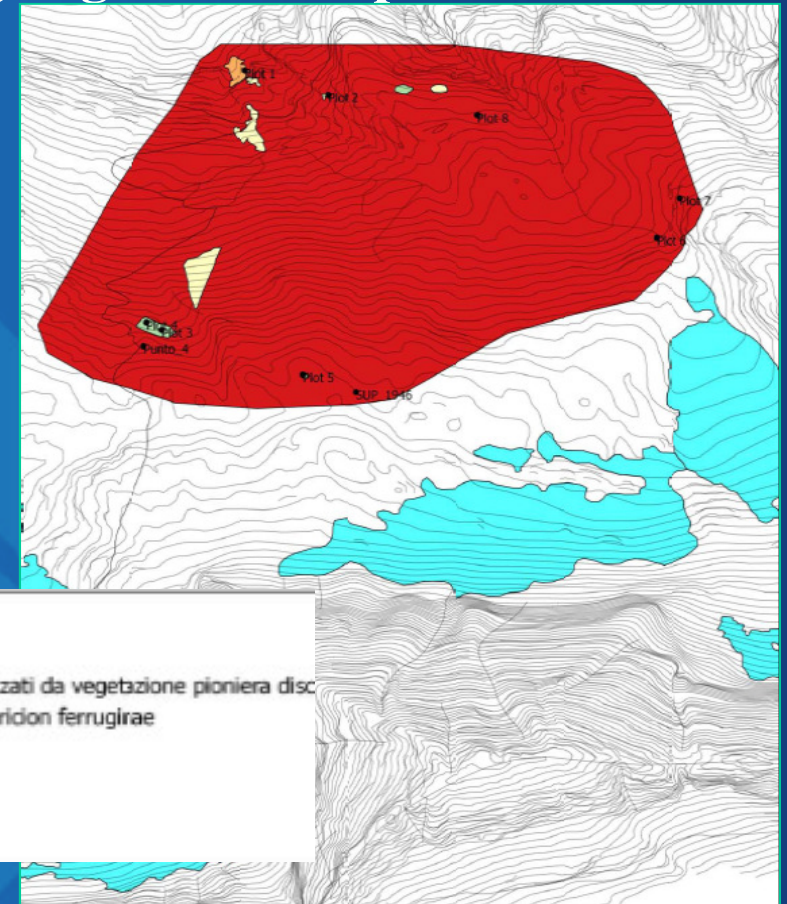 Plot 1
Plot 2
Plot 8
Plot 7
Plot 6
Plot 3
Punto_4
Plot 5
SUP_1946
zati da vegetazione pioniera disc
ricion ferrugirae